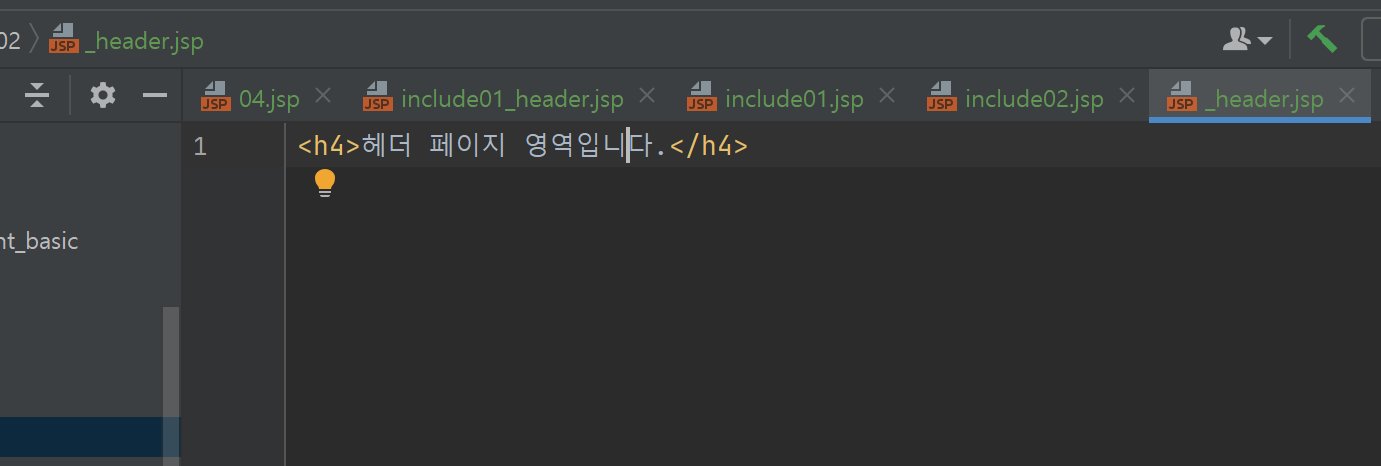 02 〉 JSP _header.jsp
JSP 04.jsp JSP include01_header.jsp JSP include01.jsp JSP include02.jsp JSP _header.jsp
1 <h4>헤더 페이지 영역입니다.</h4>
nt_basic